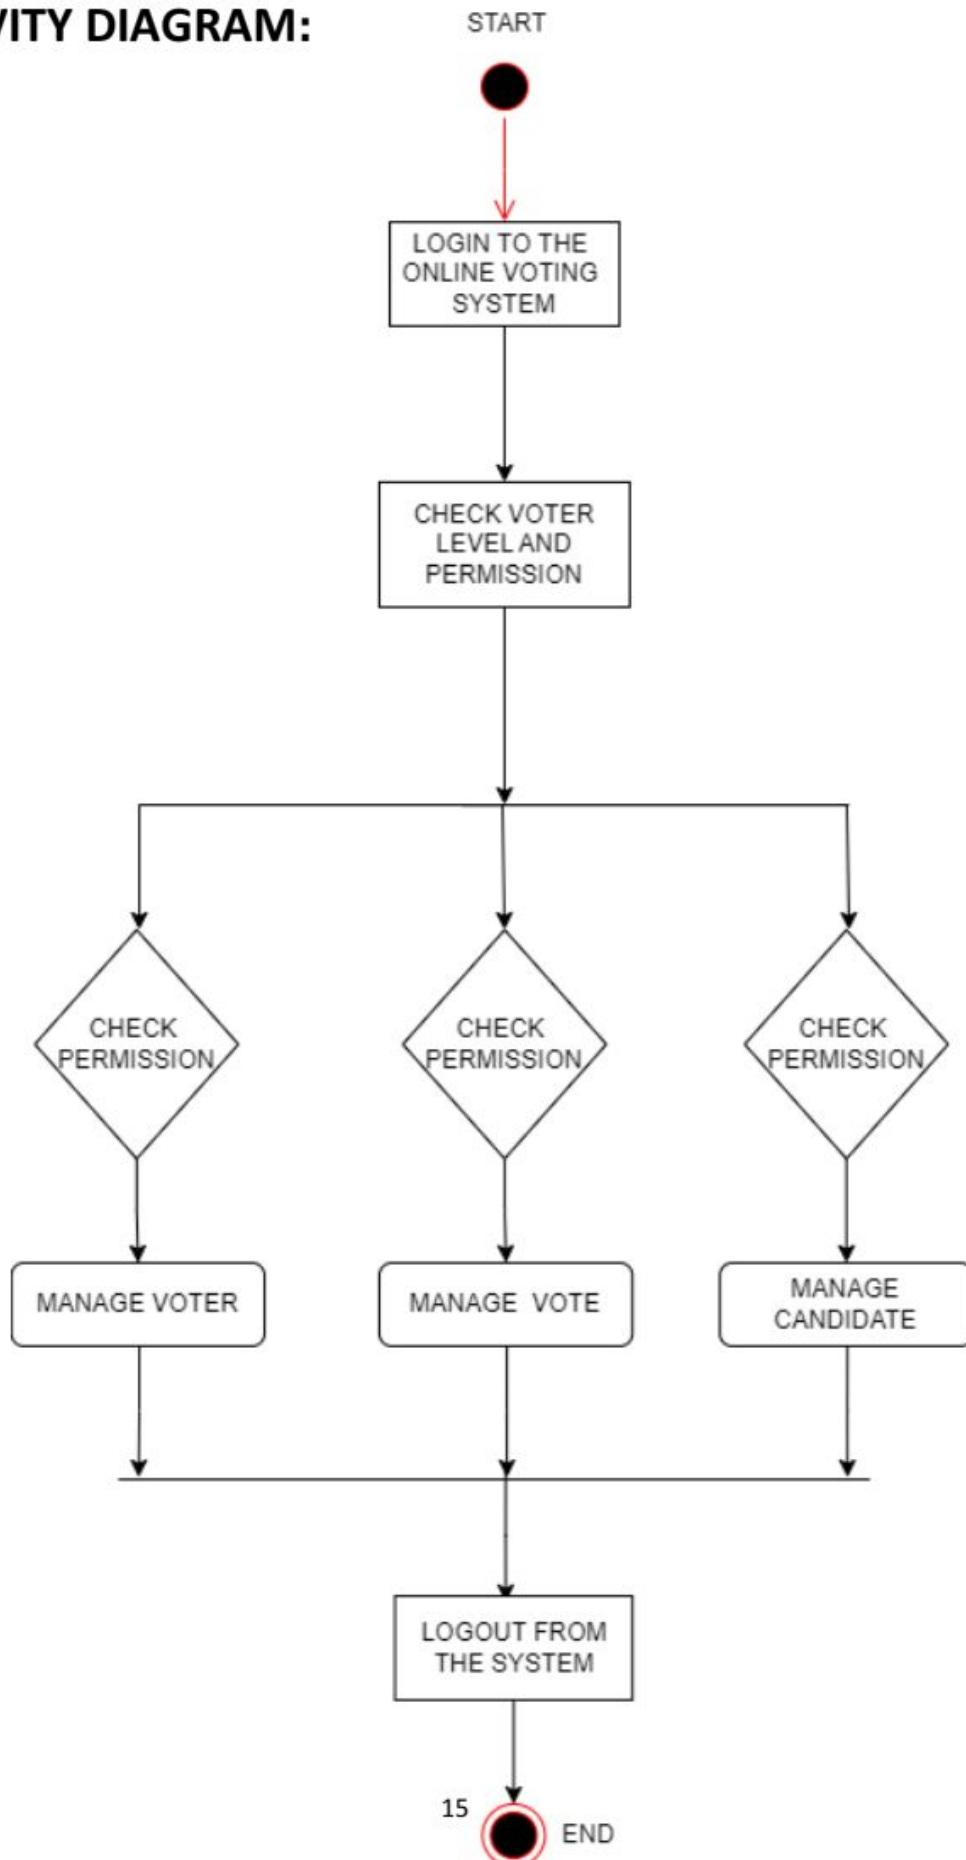 VITY DIAGRAM:
START
LOGIN TO THE
ONLINE VOTING
SYSTEM
CHECK VOTER
LEVEL AND
PERMISSION
CHECK
PERMISSION
CHECK
PERMISSION
CHECK
PERMISSION
MANAGE VOTER
MANAGE VOTE
MANAGE
CANDIDATE
LOGOUT FROM
THE SYSTEM
15
END